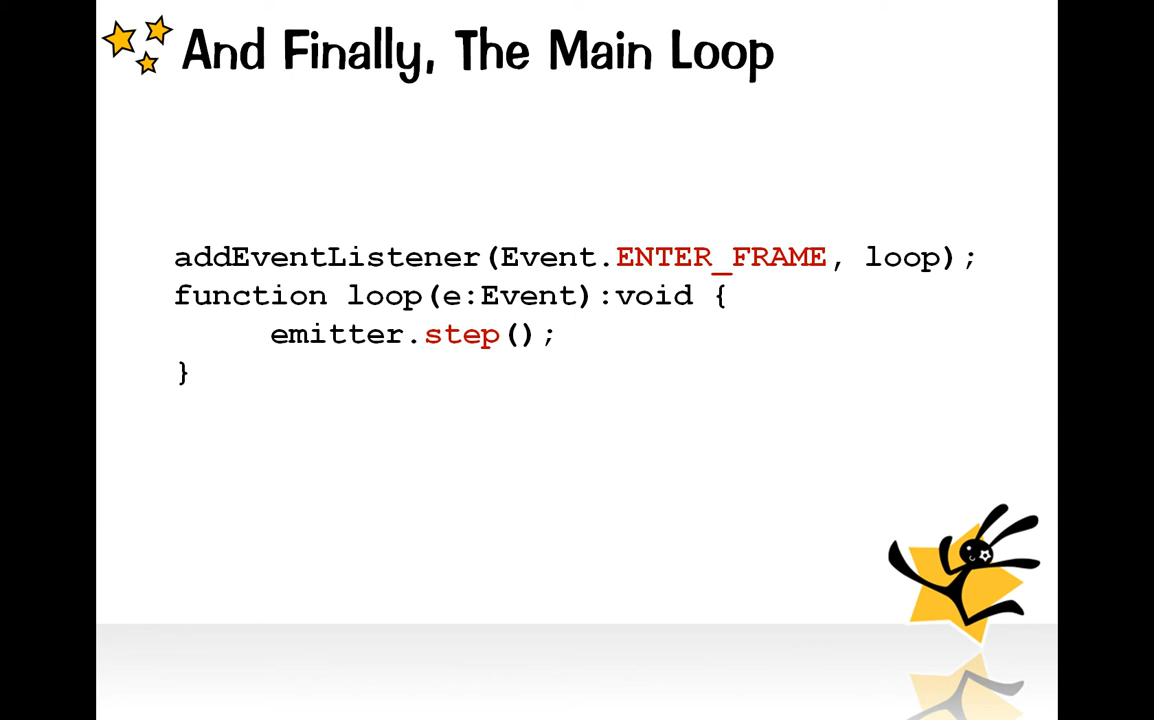 And Finally, The Main Loop
addEventListener(Event.ENTER_FRAME, loop);
function loop(e:Event):void {
emitter.step();
}